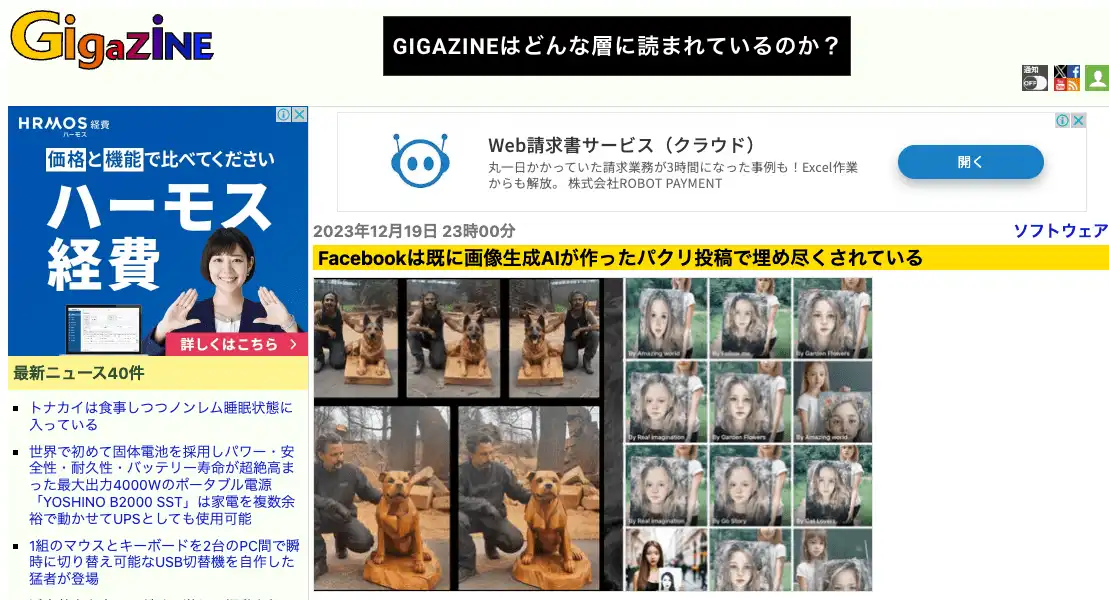 GigaZiNE
GIGAZINEはどんな層に読まれているのか？
通知
OFF
HRMOS 経費
ハーモス
価格と機能で比べてください
ハーモス
経費
詳しくはこちら
Web請求書サービス（クラウド）
丸一日かかっていた請求業務が3時間になった事例も！Excel作業
からも解放。 株式会社ROBOT PAYMENT
開く
2023年12月19日 23時00分
ソフトウェア
Facebookは既に画像生成AIが作ったパクリ投稿で埋め尽くされている
By Amazing world
By Follow me
By Garden Flowers
By Real imagination
By Garden Flowers
By Amazing world
By Real imagination
By Go Story
By Cat Lovers
最新ニュース40件
トナカイは食事しつつノンレム睡眠状態に
入っている
世界で初めて固体電池を採用しパワー・安
全性・耐久性・バッテリー寿命が超絶高ま
った最大出力4000Wのポータブル電源
「YOSHINO B2000 SST」は家電を複数余
裕で動かせてUPSとしても使用可能
1組のマウスとキーボードを2台のPC間で瞬
時に切り替え可能なUSB切替機を自作した
猛者が登場